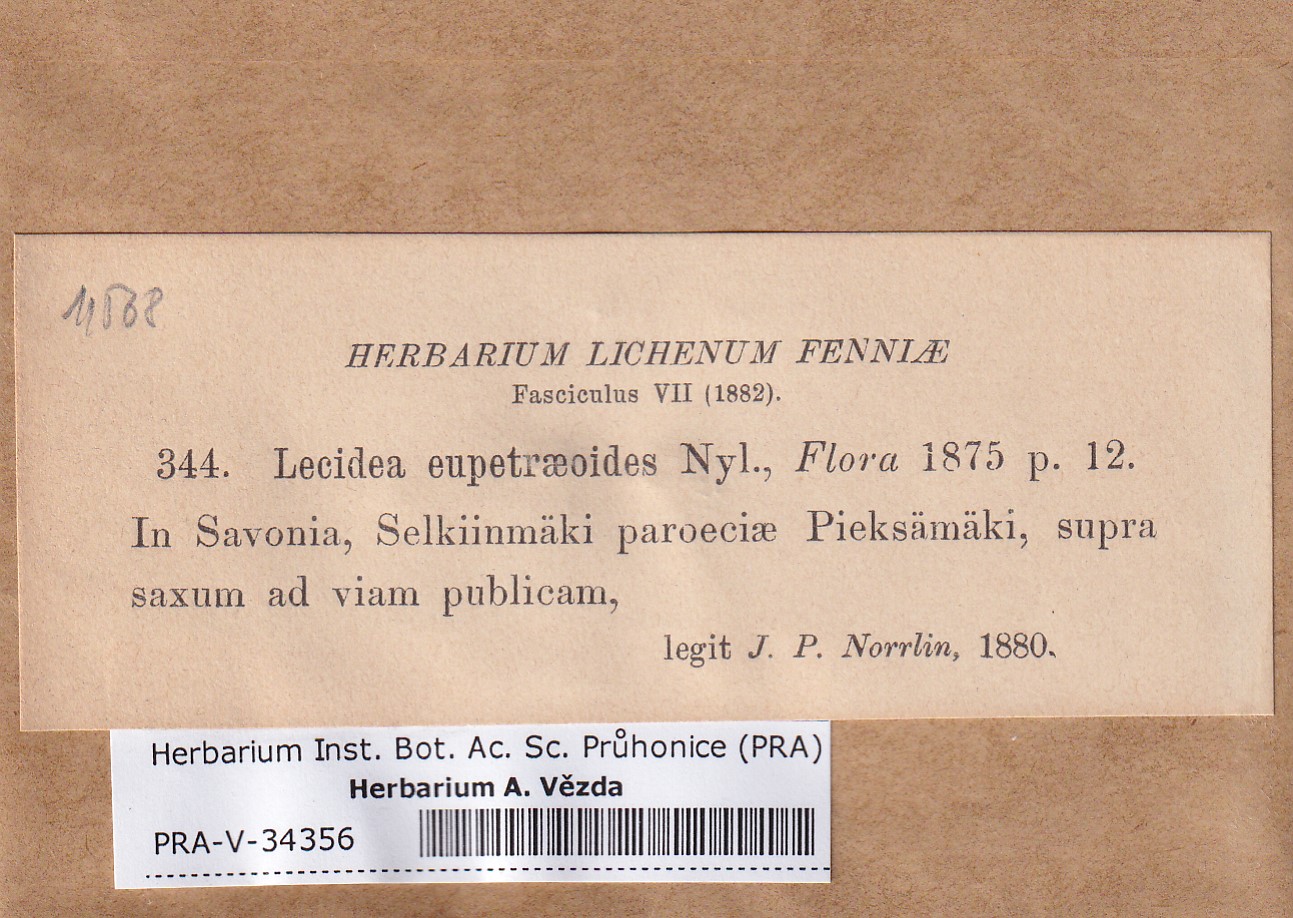 11568
HERBARIUM LICHENUM FENNIÆ
Fasciculus VII (1882).
344. Lecidea eupetræoides Nyl., Flora 1875 p. 12.
In Savonia, Selkiinmäki paroeciæ Pieksämäki, supra
saxum ad viam publicam,
legit J. P. Norrlin, 1880.
Herbarium Inst. Bot. Ac. Sc. Průhonice (PRA)
Herbarium A. Vězda
PRA-V-34356